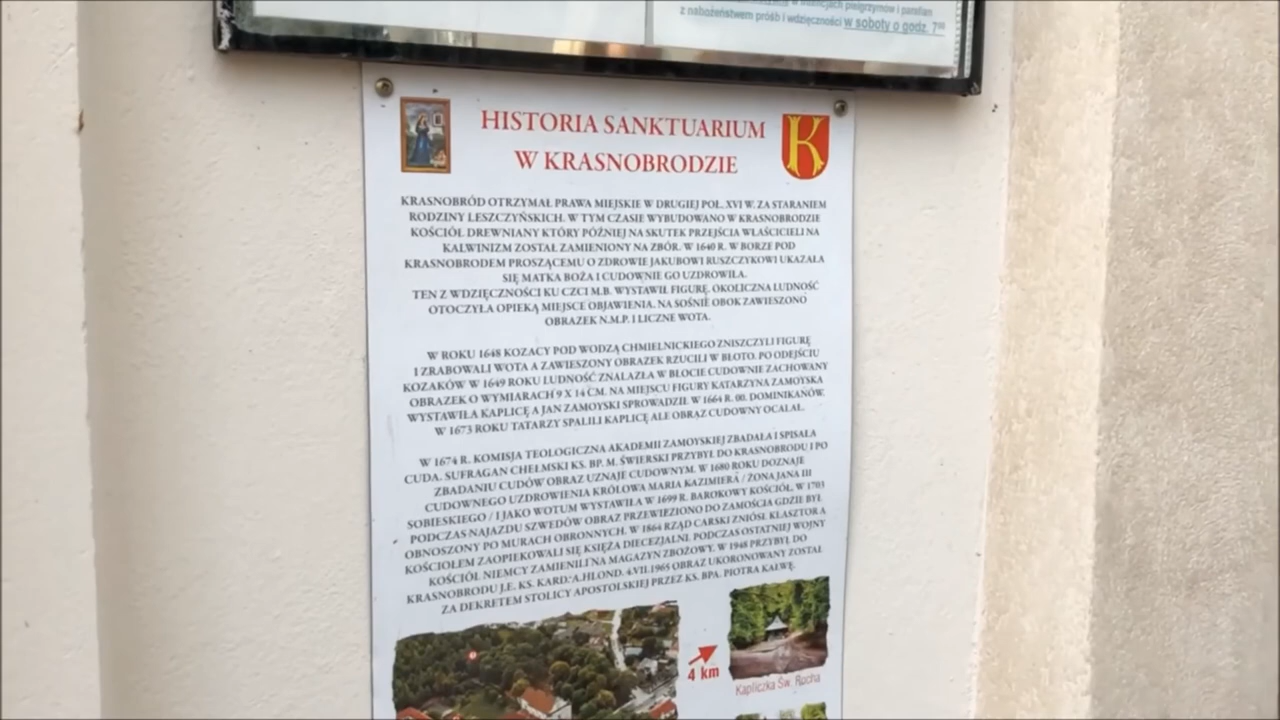 w intencjach pielgrzymów i parafian
z nabożeństwem próśb i wdzięczności w soboty o godz. 7⁰⁰
HISTORIA SANKTUARIUM
W KRASNOBRODZIE
K
KRASNOBRÓD OTRZYMAŁ PRAWA MIEJSKIE W DRUGIEJ POŁ. XVI W. ZA STARANIEM
RODZINY LESZCZYŃSKICH. W TYM CZASIE WYBUDOWANO W KRASNOBRODZIE
KOŚCIÓŁ DREWNIANY KTÓRY PÓŹNIEJ NA SKUTEK PRZEJŚCIA WŁAŚCICIELI NA
KALWINIZM ZOSTAŁ ZAMIENIONY NA ZBÓR. W 1640 R. W BORZE POD
KRASNOBRODEM PROSZĄCEMU O ZDROWIE JAKUBOWI RUSZCZYKOWI UKAZAŁA
SIĘ MATKA BOŻA I CUDOWNIE GO UZDROWIŁA.
TEN Z WDZIĘCZNOŚCI KU CZCI M.B. WYSTAWIŁ FIGURĘ. OKOLICZNA LUDNOŚĆ
OTOCZYŁA OPIEKĄ MIEJSCE OBJAWIENIA. NA SOŚNIE OBOK ZAWIESZONO
OBRAZEK N.M.P. I LICZNE WOTA.
W ROKU 1648 KOZACY POD WODZĄ CHMIELNICKIEGO ZNISZCZYLI FIGURĘ
I ZRABOWALI WOTA A ZAWIESZONY OBRAZEK RZUCILI W BŁOTO. PO ODEJŚCIU
KOZAKÓW W 1649 ROKU LUDNOŚĆ ZNALAZŁA W BŁOCIE CUDOWNIE ZACHOWANY
OBRAZEK O WYMIARACH 9 X 14 CM. NA MIEJSCU FIGURY KATARZYNA ZAMOYSKA
WYSTAWIŁA KAPLICĘ A JAN ZAMOYSKI SPROWADZIŁ W 1664 R. OO. DOMINIKANÓW.
W 1673 ROKU TATARZY SPALILI KAPLICĘ ALE OBRAZ CUDOWNY OCALAŁ.
W 1674 R. KOMISJA TEOLOGICZNA AKADEMII ZAMOYSKIEJ ZBADAŁA I SPISAŁA
CUDA. SUFRAGAN CHEŁMSKI KS. BP. M. ŚWIERSKI PRZYBYŁ DO KRASNOBRODU I PO
ZBADANIU CUDÓW OBRAZ UZNAJE CUDOWNYM. W 1680 ROKU DOZNAJE
CUDOWNEGO UZDROWIENIA KRÓLOWA MARIA KAZIMIERA / ŻONA JANA III
SOBIESKIEGO / I JAKO WOTUM WYSTAWIŁA W 1699 R. BAROKOWY KOŚCIÓŁ. W 1703
PODCZAS NAJAZDU SZWEDÓW OBRAZ PRZEWIEZIONO DO ZAMOŚCIA GDZIE BYŁ
OBNOSZONY PO MURACH OBRONNYCH. W 1864 RZĄD CARSKI ZNIÓSŁ KLASZTOR A
KOŚCIOŁEM ZAOPIEKOWALI SIĘ KSIĘŻA DIECEZJALNI. PODCZAS OSTATNIEJ WOJNY
KOŚCIÓŁ NIEMCY ZAMIENILI NA MAGAZYN ZBOŻOWY. W 1948 PRZYBYŁ DO
KRASNOBRODU J.E. KS. KARD. A.HLOND. 4.VII.1965 OBRAZ UKORONOWANY ZOSTAŁ
ZA DEKRETEM STOLICY APOSTOLSKIEJ PRZEZ KS. BPA. PIOTRA KAŁWĘ.
4 km
Kapliczka Św. Rocha